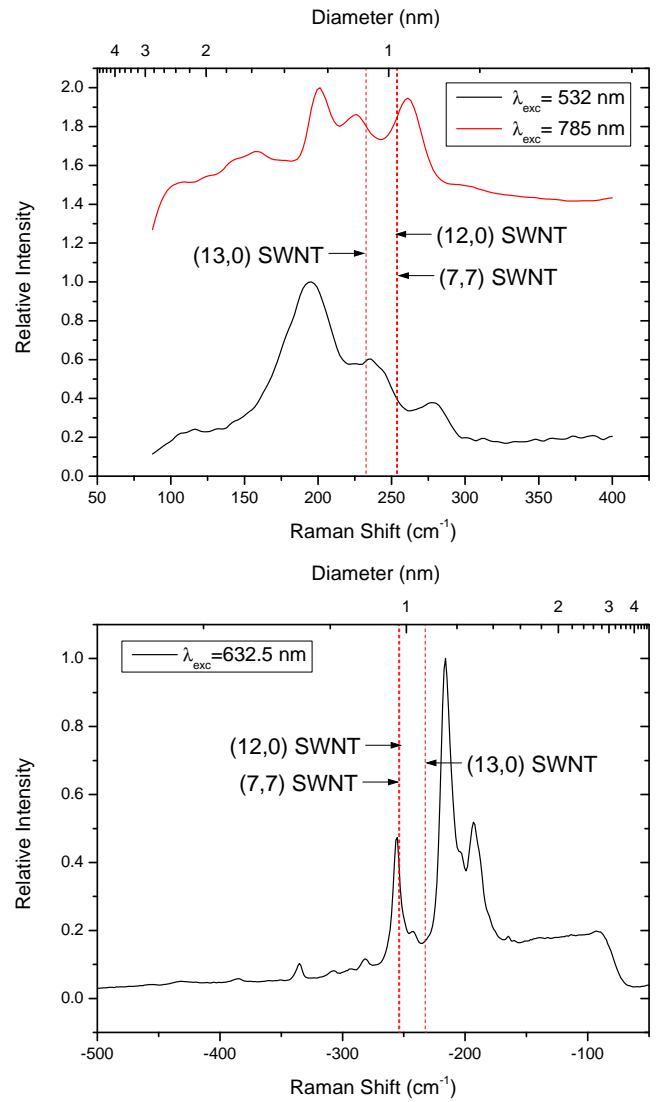 Diameter (nm)
4 3 2 1
2.0
1.8
1.6
1.4
1.2
1.0
0.8
0.6
0.4
0.2
0.0
Relative Intensity
λexc= 532 nm
λexc= 785 nm
(12,0) SWNT
(13,0) SWNT
(7,7) SWNT
50 100 150 200 250 300 350 400
Raman Shift (cm-1)
Diameter (nm)
1 2 3 4
1.0
0.8
0.6
0.4
0.2
0.0
Relative Intensity
λexc=632.5 nm
(12,0) SWNT
(13,0) SWNT
(7,7) SWNT
-500 -400 -300 -200 -100
Raman Shift (cm-1)